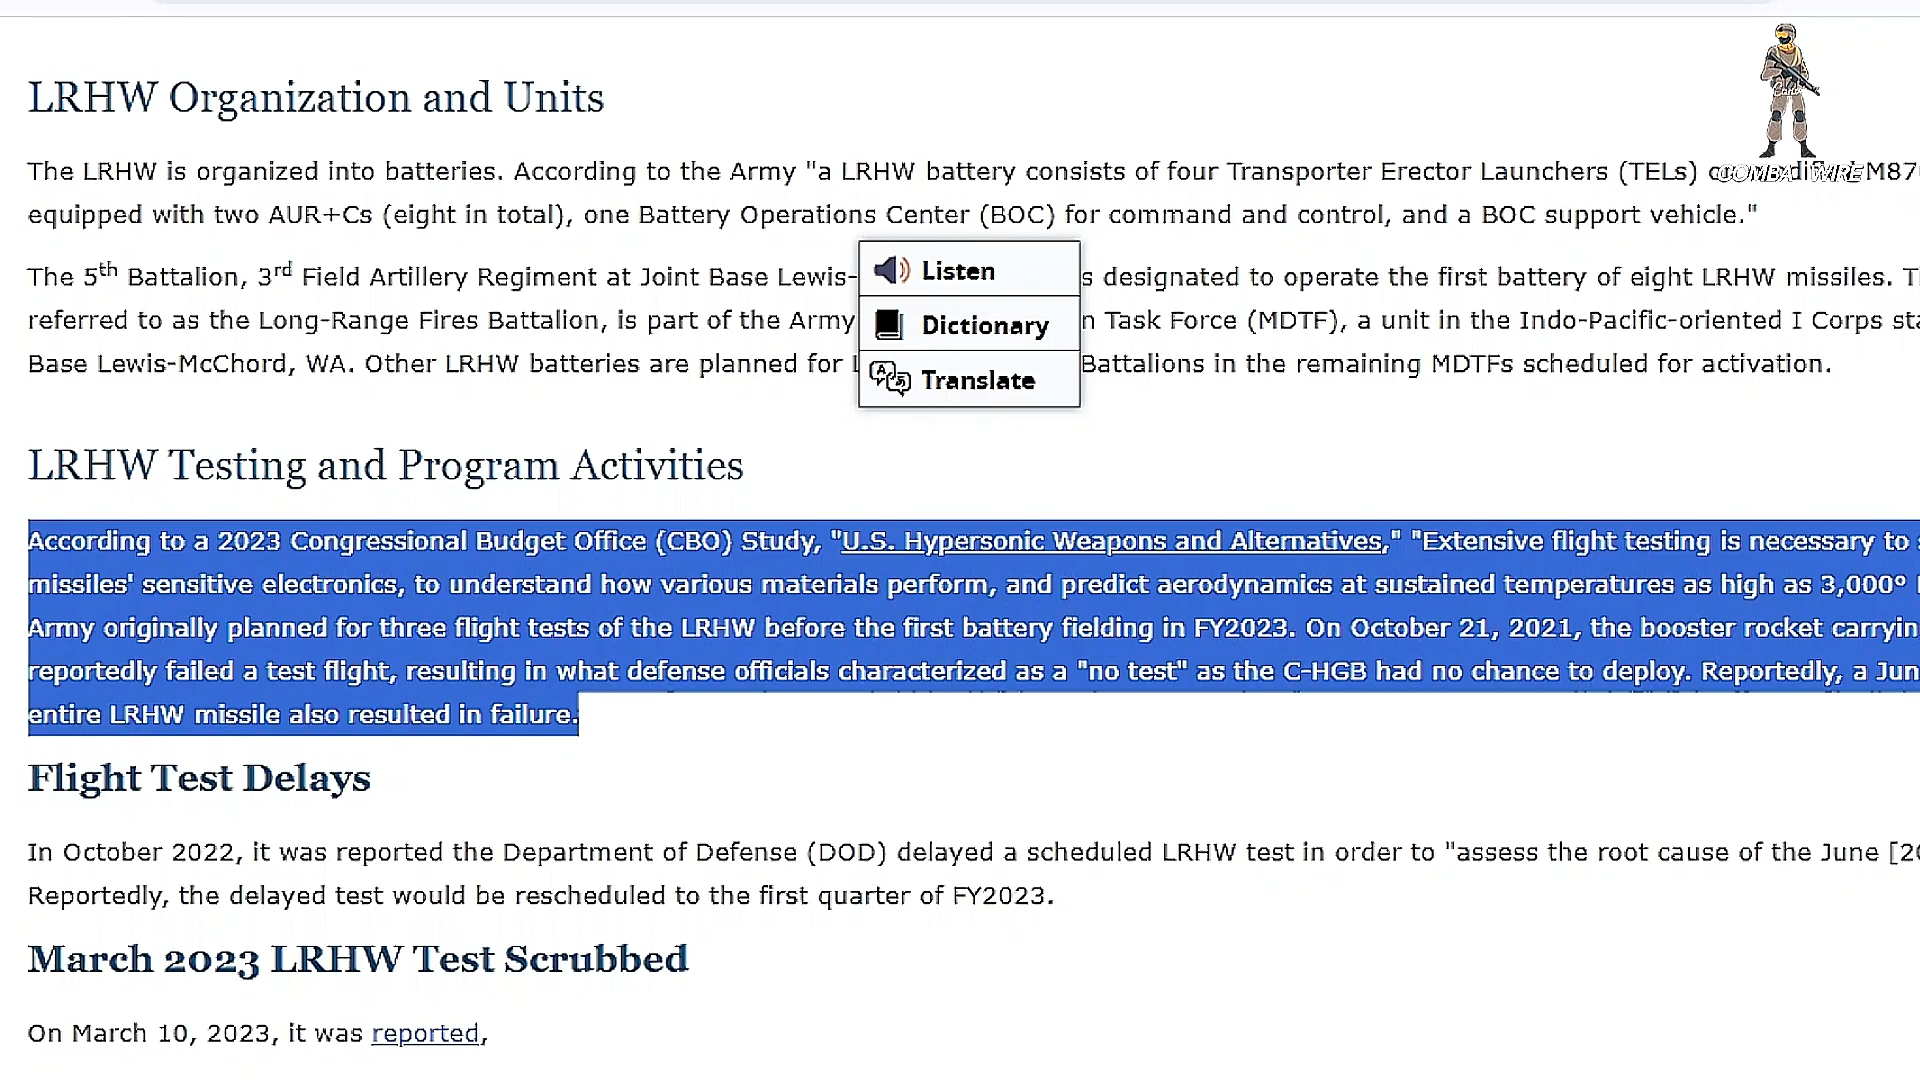 LRHW Organization and Units
The LRHW is organized into batteries. According to the Army "a LRHW battery consists of four Transporter Erector Launchers (TELs) M870
equipped with two AUR+Cs (eight in total), one Battery Operations Center (BOC) for command and control, and a BOC support vehicle."
The 5th Battalion, 3rd Field Artillery Regiment at Joint Base Lewis- s designated to operate the first battery of eight LRHW missiles.
referred to as the Long-Range Fires Battalion, is part of the Army n Task Force (MDTF), a unit in the Indo-Pacific-oriented I Corps sta
Base Lewis-McChord, WA. Other LRHW batteries are planned for Battalions in the remaining MDTFs scheduled for activation.
Listen
Dictionary
Translate
LRHW Testing and Program Activities
According to a 2023 Congressional Budget Office (CBO) Study, "U.S. Hypersonic Weapons and Alternatives," "Extensive flight testing is necessary to
missiles' sensitive electronics, to understand how various materials perform, and predict aerodynamics at sustained temperatures as high as 3,000º
Army originally planned for three flight tests of the LRHW before the first battery fielding in FY2023. On October 21, 2021, the booster rocket carryin
reportedly failed a test flight, resulting in what defense officials characterized as a "no test" as the C-HGB had no chance to deploy. Reportedly, a Jun
entire LRHW missile also resulted in failure.
Flight Test Delays
In October 2022, it was reported the Department of Defense (DOD) delayed a scheduled LRHW test in order to "assess the root cause of the June [20
Reportedly, the delayed test would be rescheduled to the first quarter of FY2023.
March 2023 LRHW Test Scrubbed
On March 10, 2023, it was reported,